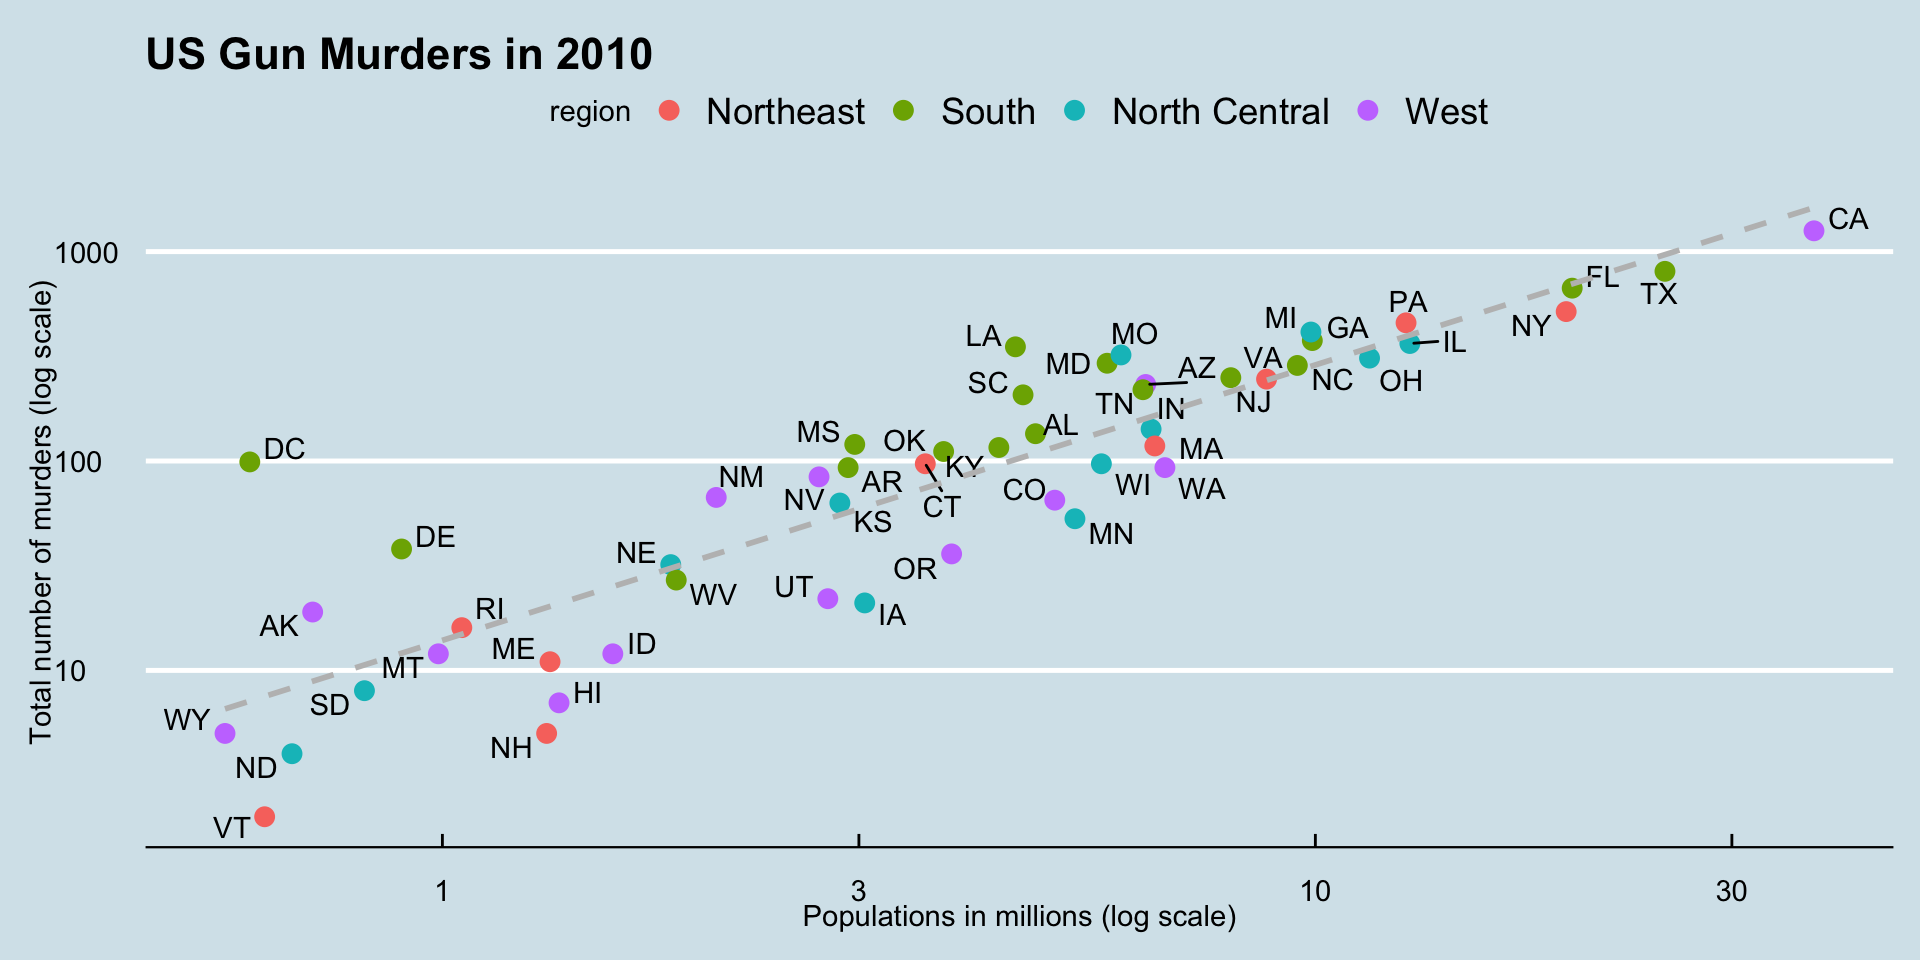 US Gun Murders in 2010
region Northeast South North Central West
CA
1000
FL
TX
PA
NY
MI GA
MO
LA
IL
VA
MD
AZ
SC
NC OH
TN IN NJ
AL
MS OK
DC
MA
KY
NM
AR
WI WA
NV
CO
CT
KS
100
MN
DE
NE
OR
UT
WV
RI
IA
AK
ME ID
MT
10
HI
SD
WY
NH
ND
VT
1 3 10 30
Populations in millions (log scale)
Total number of murders (log scale)